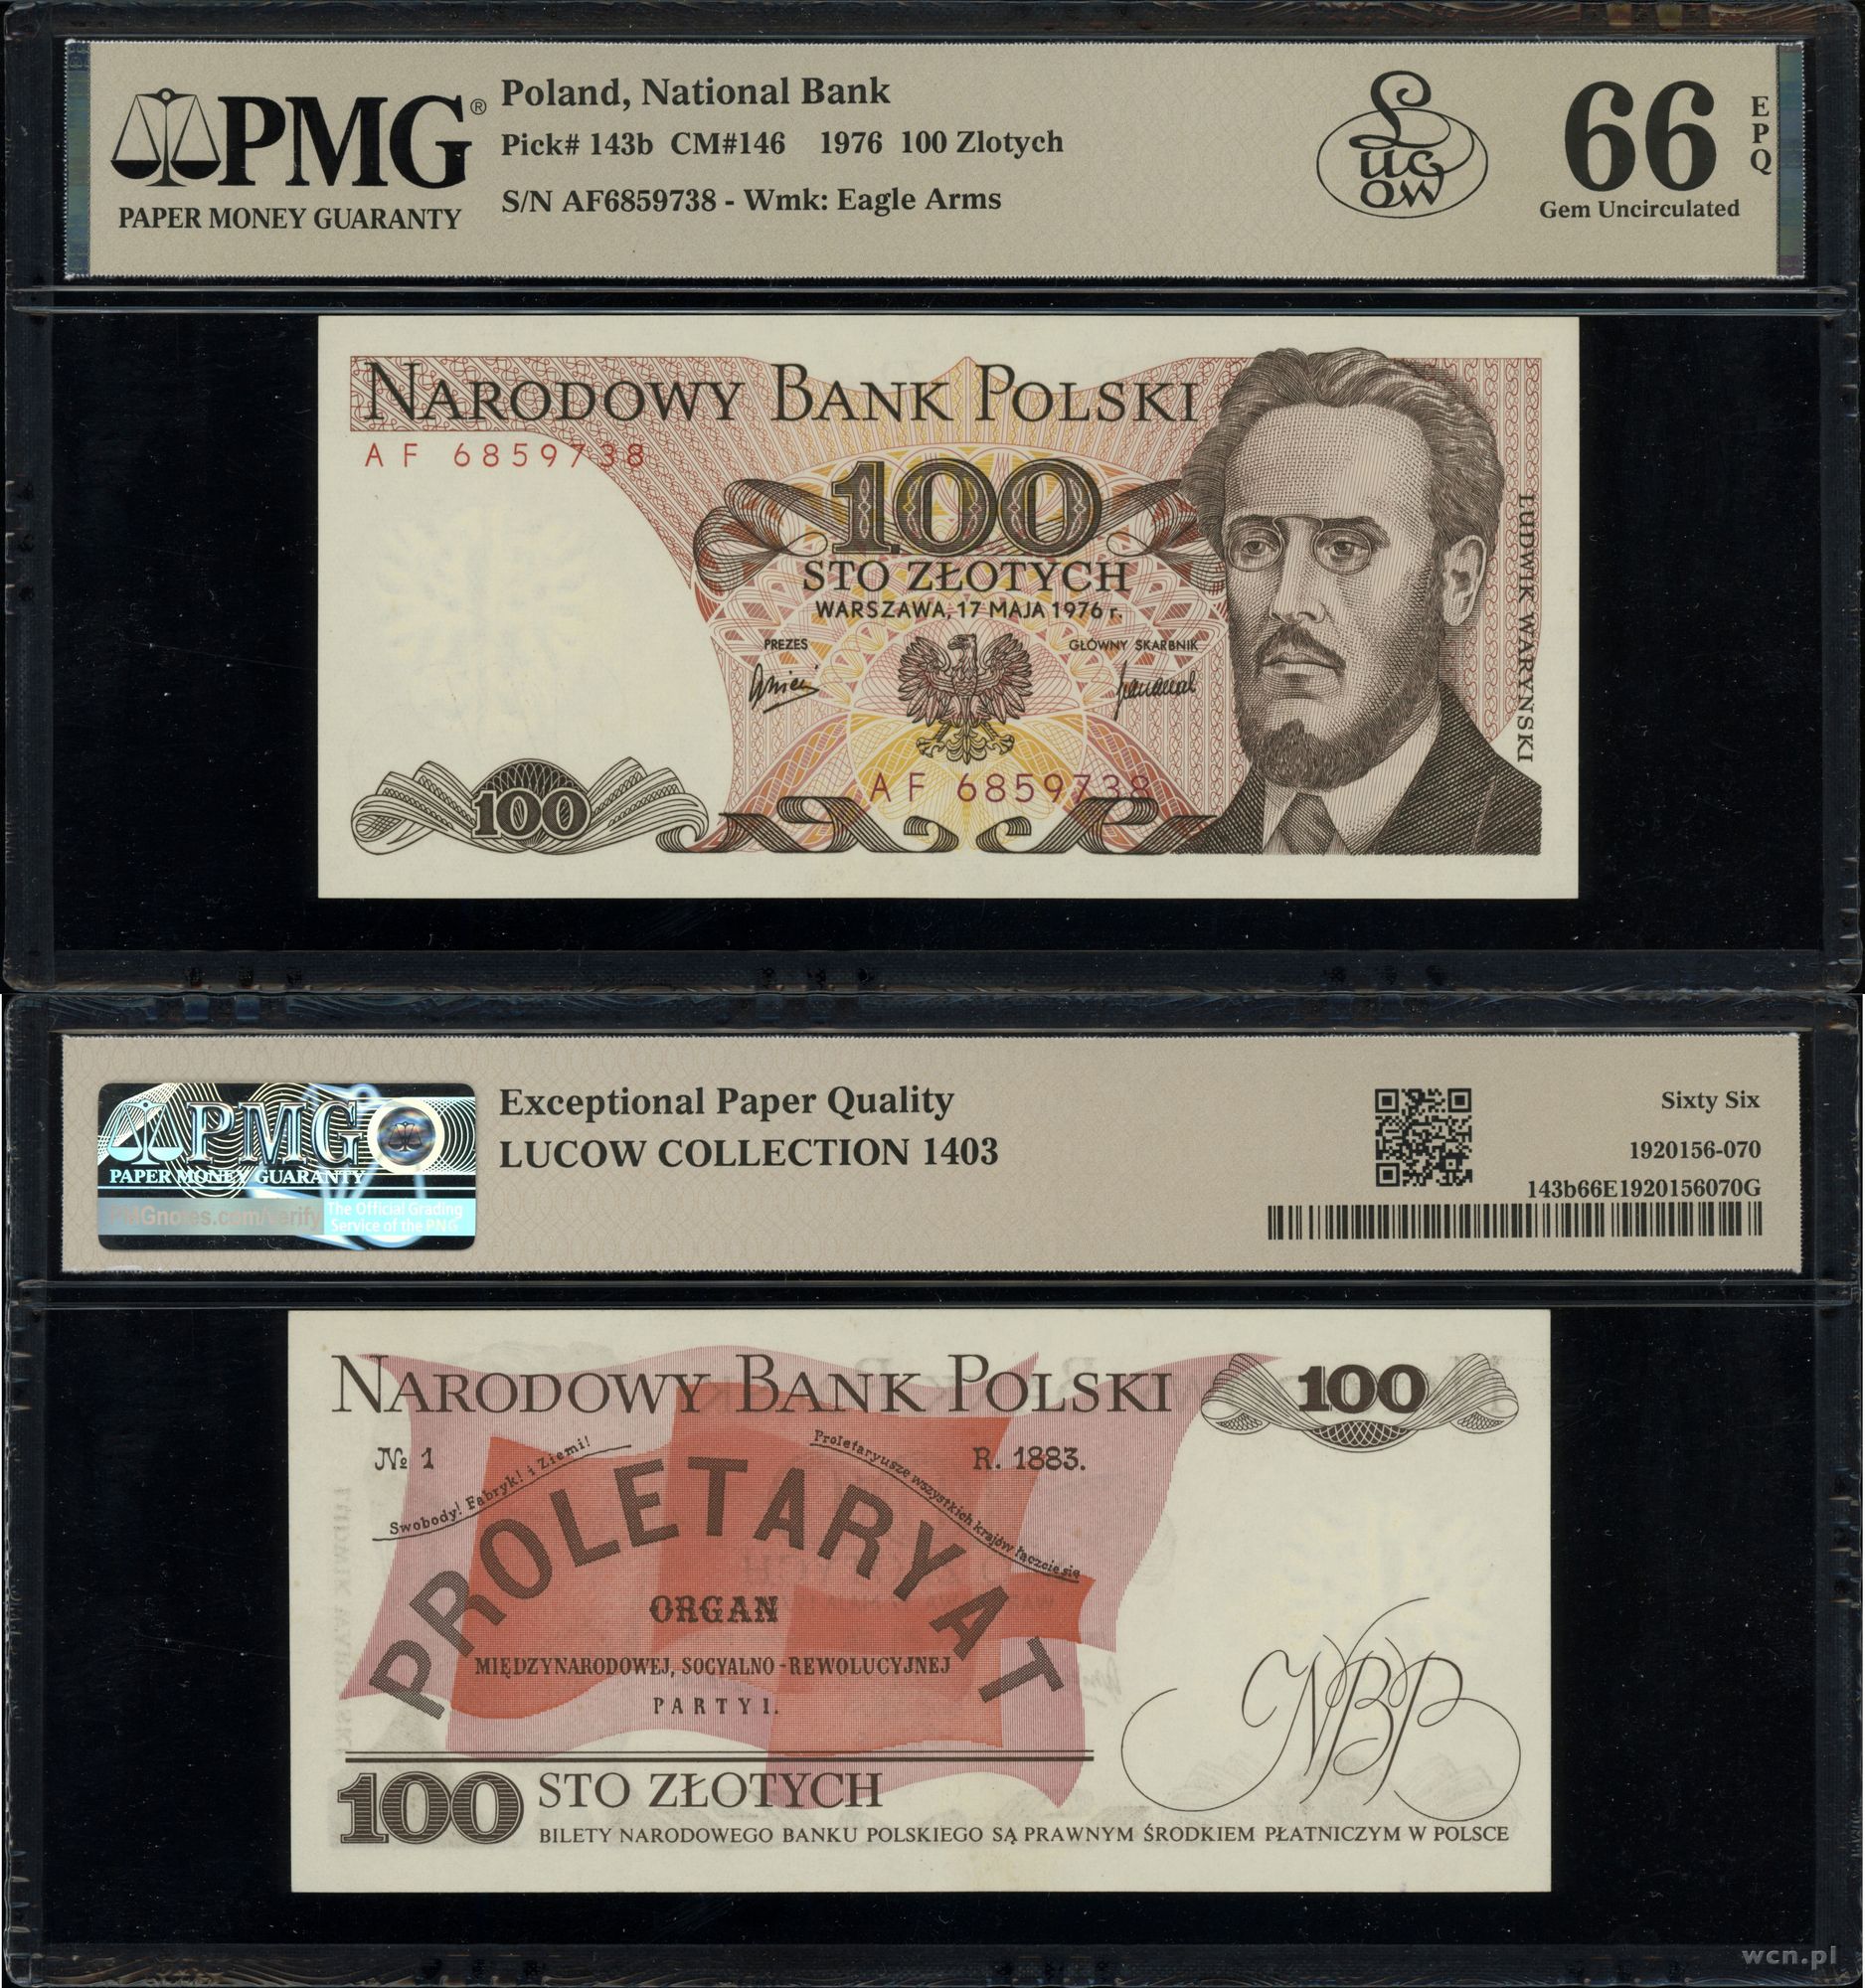 PMG®
PAPER MONEY GUARANTY
Poland, National Bank
Pick# 143b CM#146 1976 100 Zlotych
S/N AF6859738 - Wmk: Eagle Arms
Lucow
66
EPQ
Gem Uncirculated
NARODOWY BANK POLSKI
AF 6859738
100
STO ZŁOTYCH
WARSZAWA, 17 MAJA 1976 r.
PREZES
GŁÓWNY SKARBNIK
AF 6859738
100
LUDWIK WARYŃSKI
PMG
PAPER MONEY GUARANTY
PMGnotes.com/verify
The Official Grading
Service of the PNG
Exceptional Paper Quality
LUCOW COLLECTION 1403
Sixty Six
1920156-070
143b66E1920156070G
NARODOWY BANK POLSKI
100
№ 1
R. 1883.
Swobody! Fabryk! i Ziemi!
Proletaryusze wszystkich krajów łączcie się
PROLETARYAT
ORGAN
MIĘDZYNARODOWEJ, SOCYALNO-REWOLUCYJNEJ
PARTYI.
NBP
100 STO ZŁOTYCH
BILETY NARODOWEGO BANKU POLSKIEGO SĄ PRAWNYM ŚRODKIEM PŁATNICZYM W POLSCE
wcn.pl